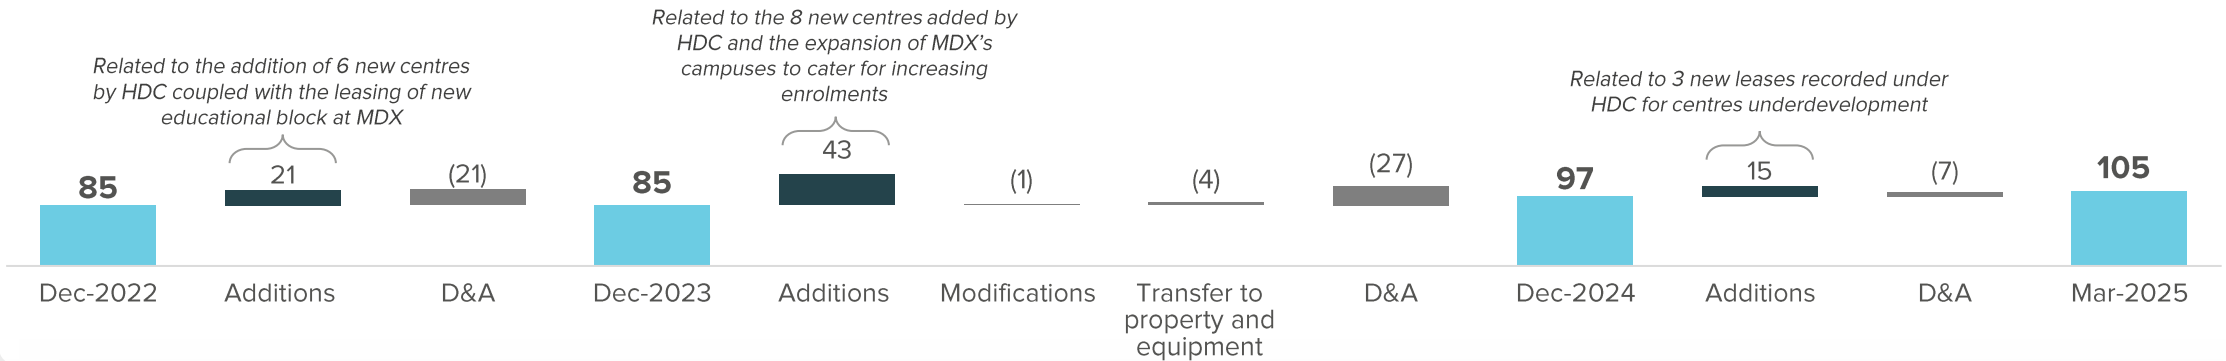 Related to the 8 new centres added by
HDC and the expansion of MDX's
campuses to cater for increasing
enrolments
Related to the addition of 6 new centres
by HDC coupled with the leasing of new
educational block at MDX
Related to 3 new leases recorded under
HDC for centres underdevelopment
85
21
(21)
85
43
(1)
(4)
(27)
97
15
(7)
105
Dec-2022
Additions
D&A
Dec-2023
Additions
Modifications
Transfer to
property and
equipment
D&A
Dec-2024
Additions
D&A
Mar-2025